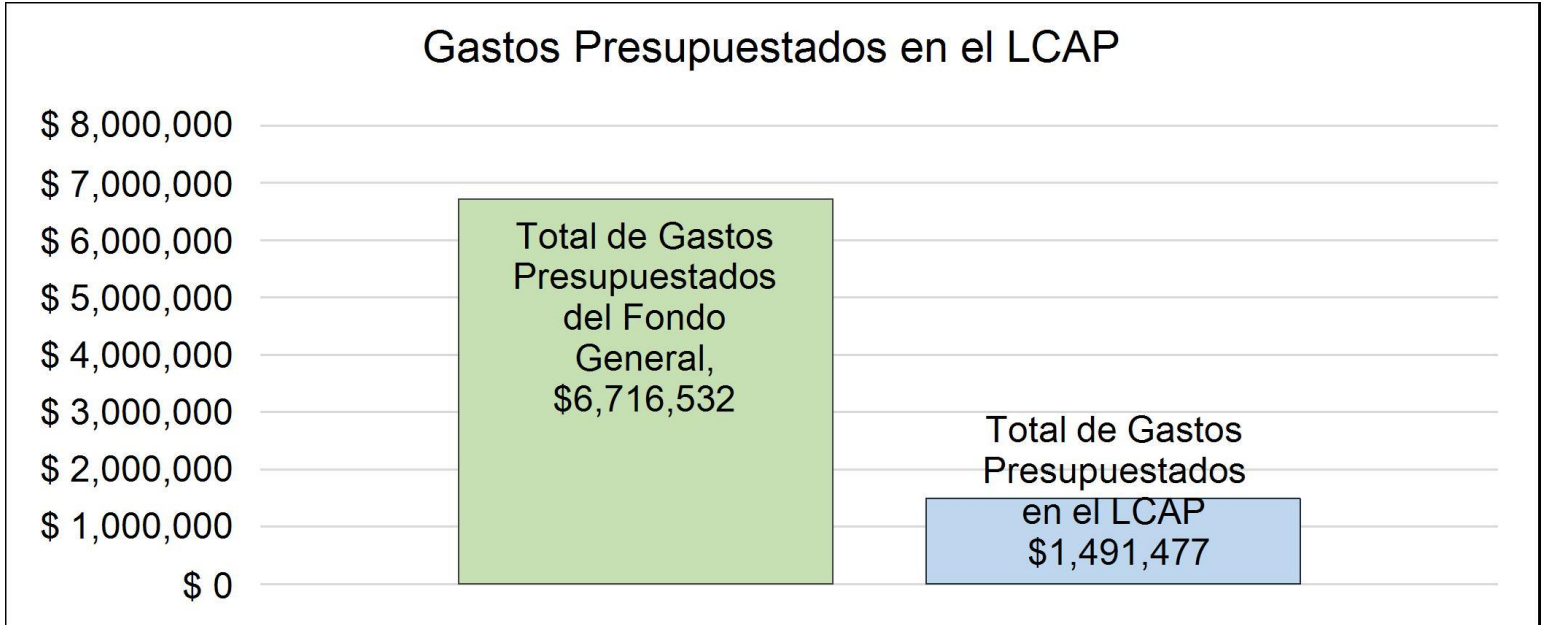 Gastos Presupuestados en el LCAP
$ 8,000,000
$ 7,000,000
$ 6,000,000
$ 5,000,000
$ 4,000,000
$ 3,000,000
$ 2,000,000
$ 1,000,000
$ 0
Total de Gastos
Presupuestados
del Fondo
General,
$6,716,532
Total de Gastos
Presupuestados
en el LCAP
$1,491,477